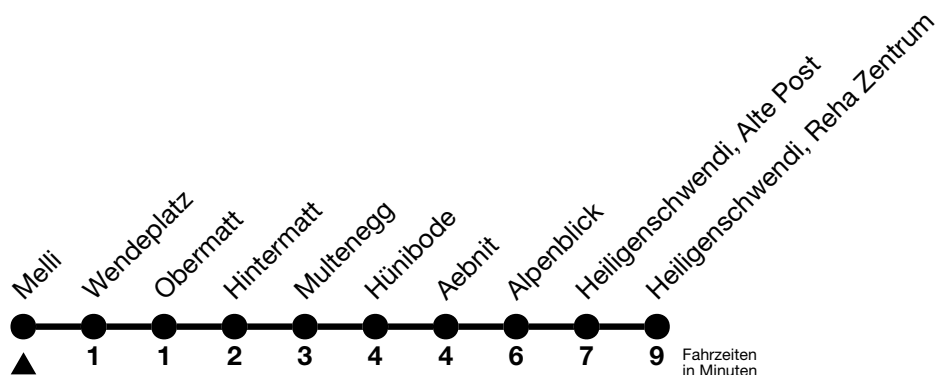 Melli
Wendeplatz
Obermatt
Hintermatt
Multenegg
Hünibode
Aebnit
Alpenblick
Heiligenschwendi, Alte Post
Heiligenschwendi, Reha Zentrum
1 1 2 3 4 4 6 7 9
Fahrzeiten
in Minuten